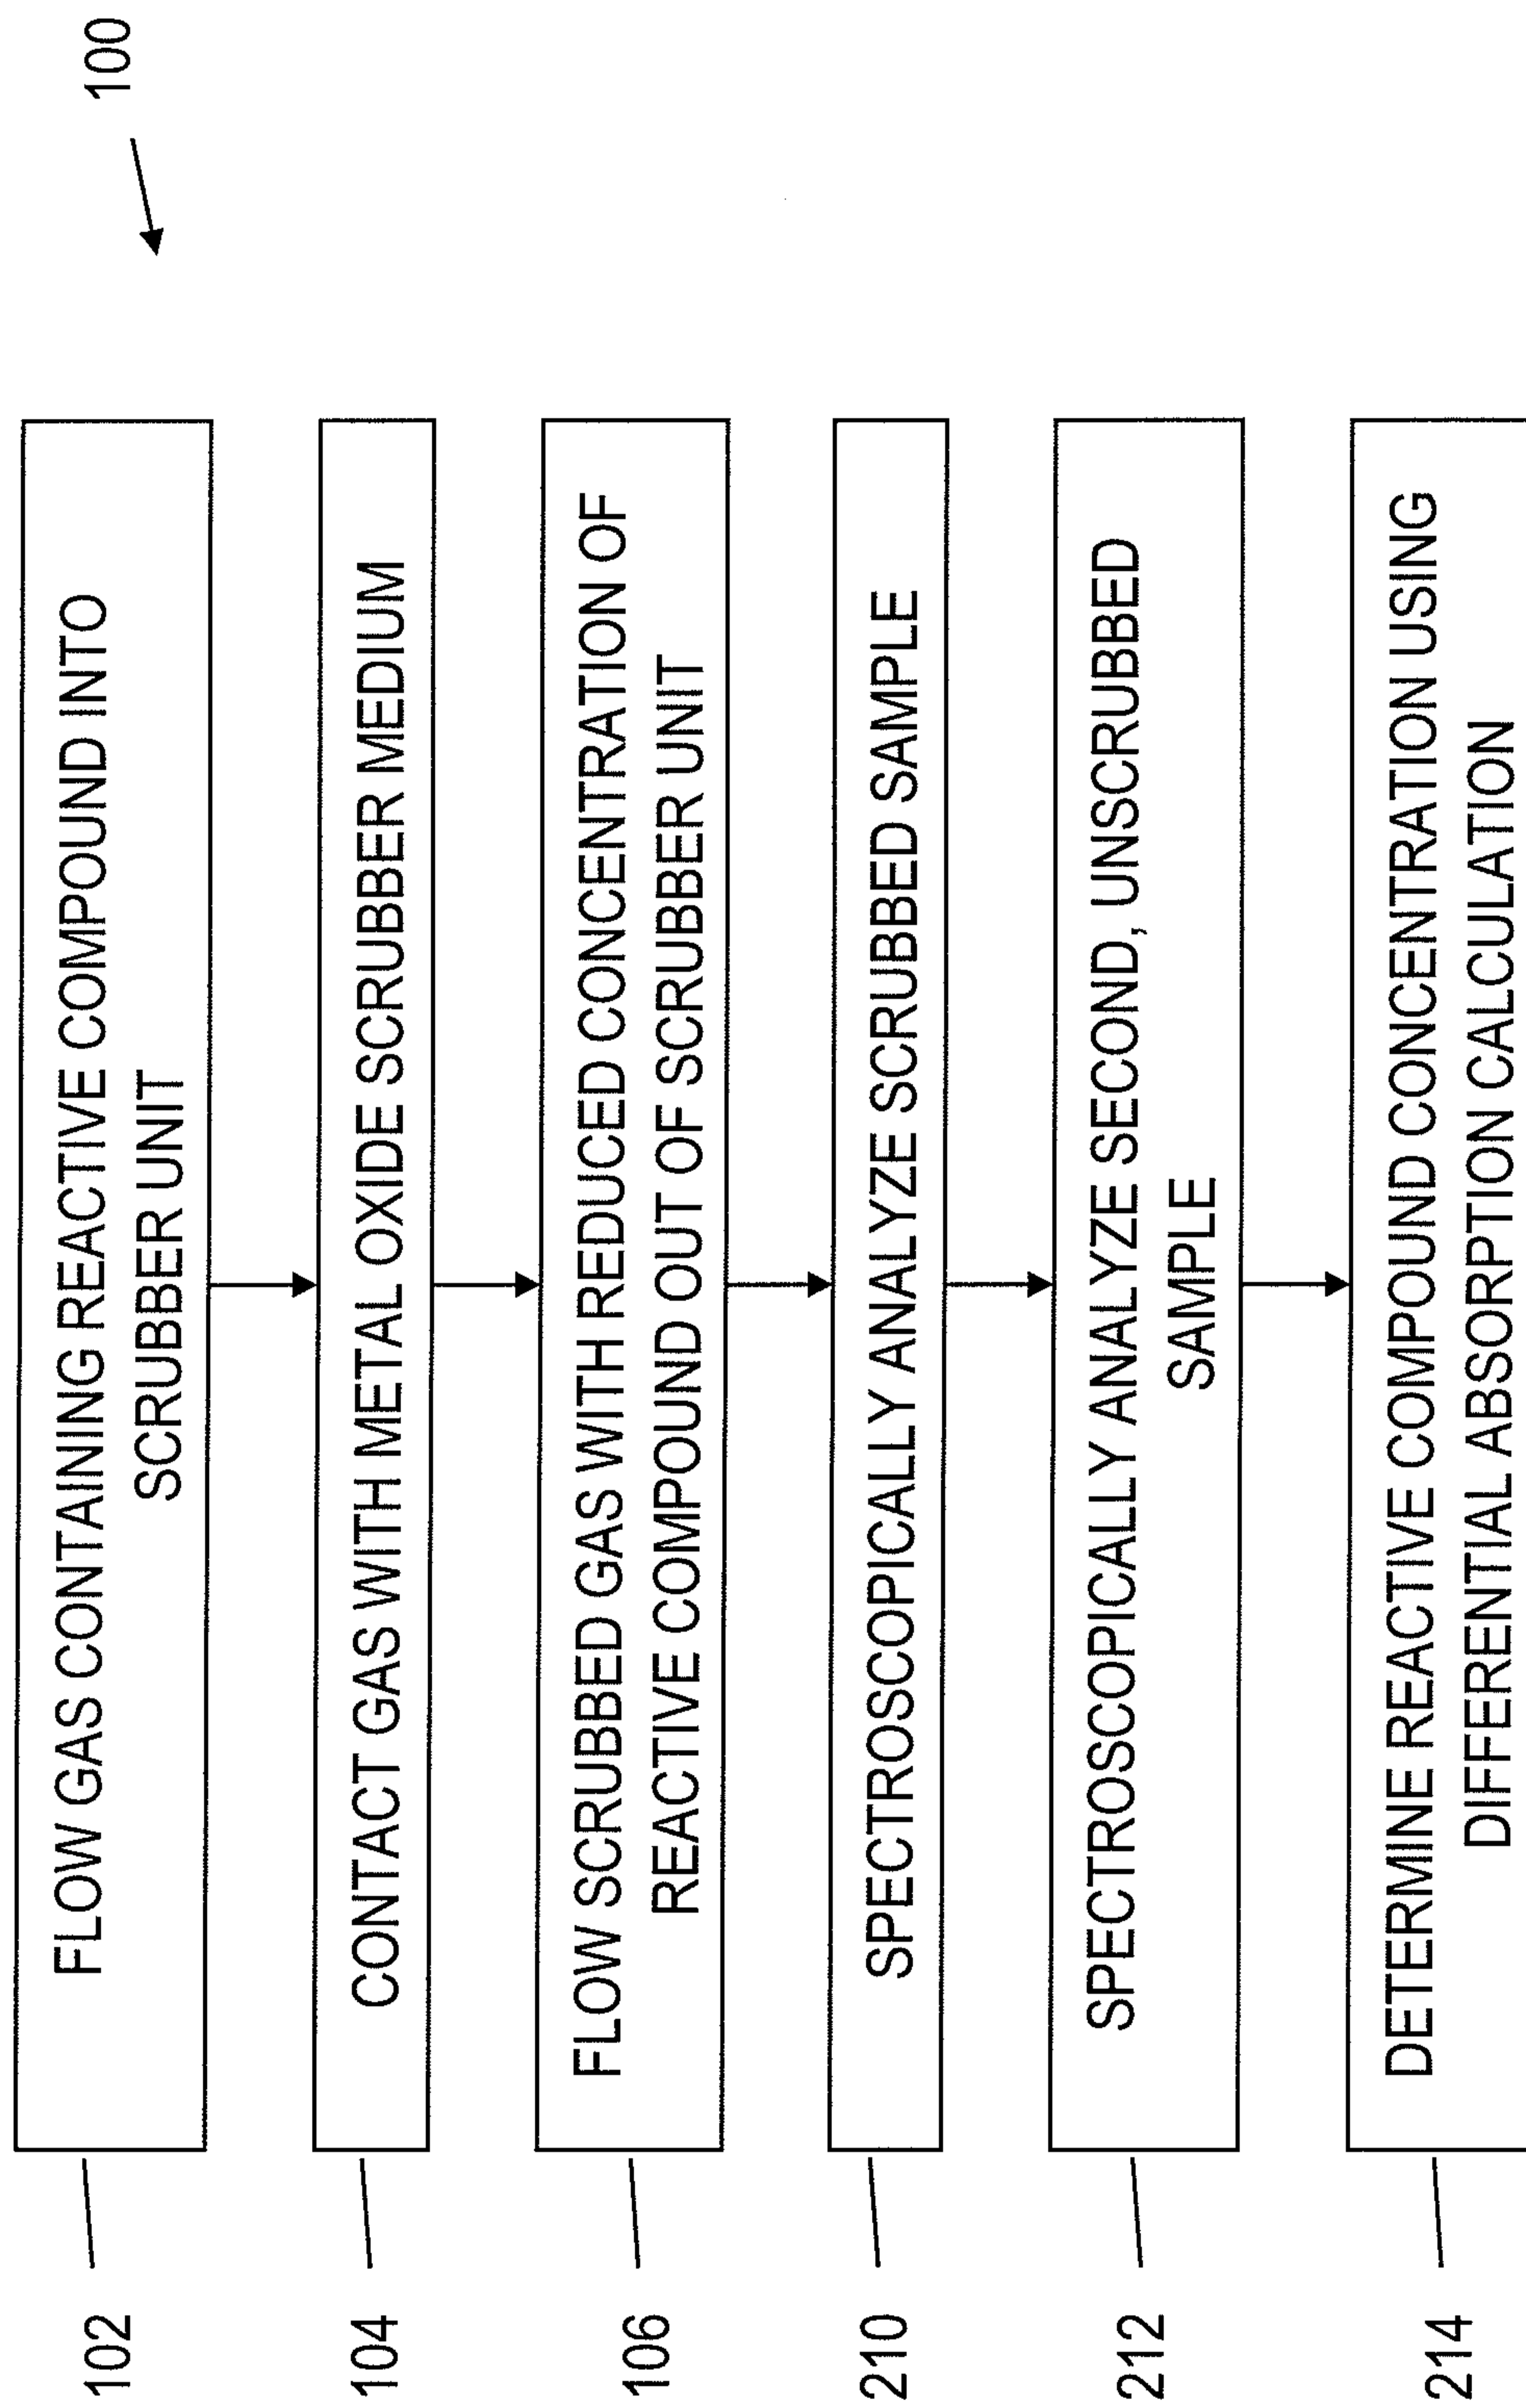 100
102
FLOW GAS CONTAINING REACTIVE COMPOUND INTO
SCRUBBER UNIT
104
CONTACT GAS WITH METAL OXIDE SCRUBBER MEDIUM
106
FLOW SCRUBBED GAS WITH REDUCED CONCENTRATION OF
REACTIVE COMPOUND OUT OF SCRUBBER UNIT
210
SPECTROSCOPICALLY ANALYZE SCRUBBED SAMPLE
212
SPECTROSCOPICALLY ANALYZE SECOND, UNSCRUBBED
SAMPLE
214
DETERMINE REACTIVE COMPOUND CONCENTRATION USING
DIFFERENTIAL ABSORPTION CALCULATION